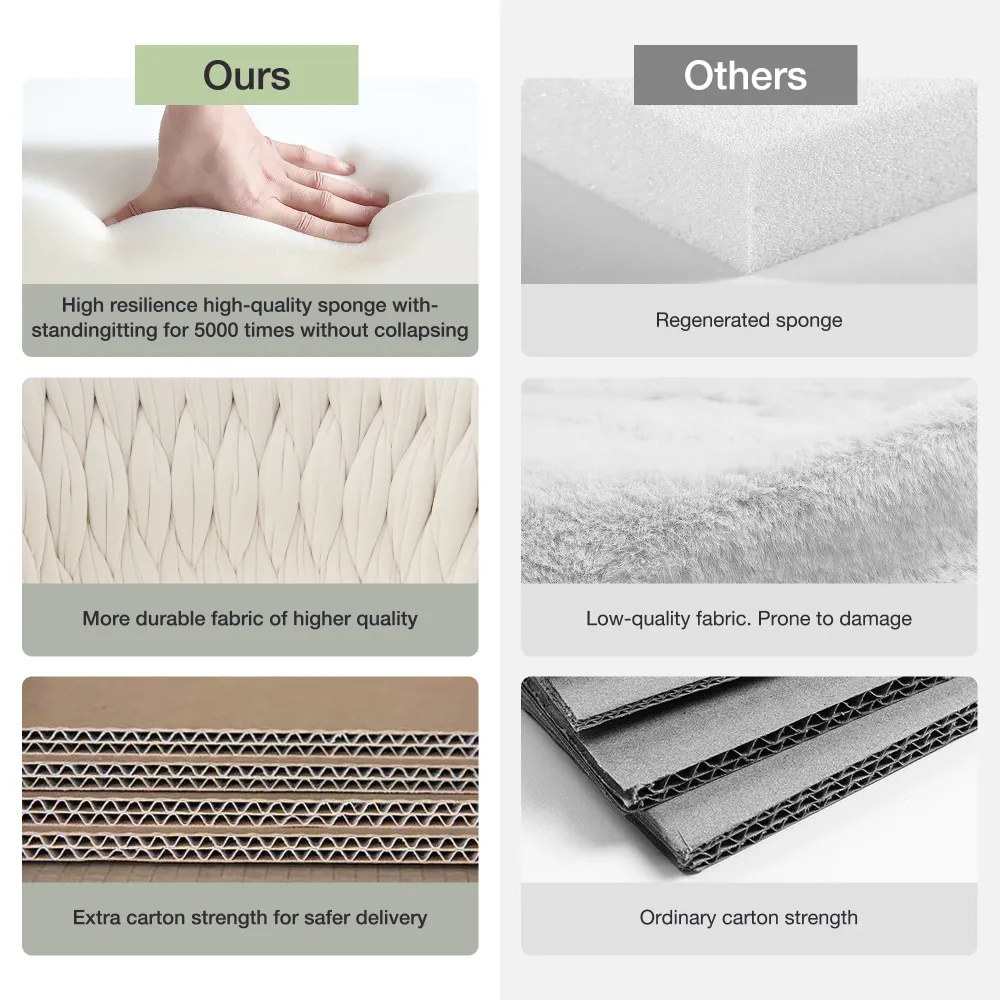 Ours
Others
High resilience high-quality sponge with-
standingitting for 5000 times without collapsing
Regenerated sponge
More durable fabric of higher quality
Low-quality fabric. Prone to damage
Extra carton strength for safer delivery
Ordinary carton strength